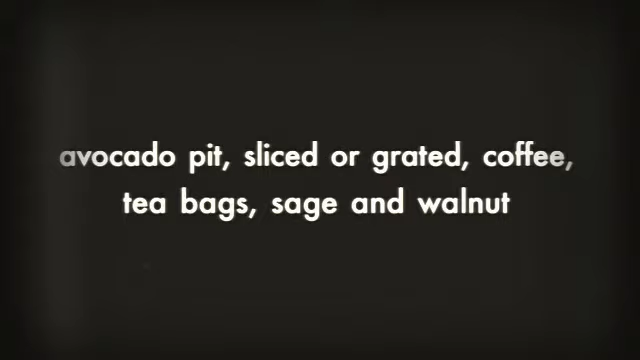 avocado pit, sliced or grated, coffee,
tea bags, sage and walnut